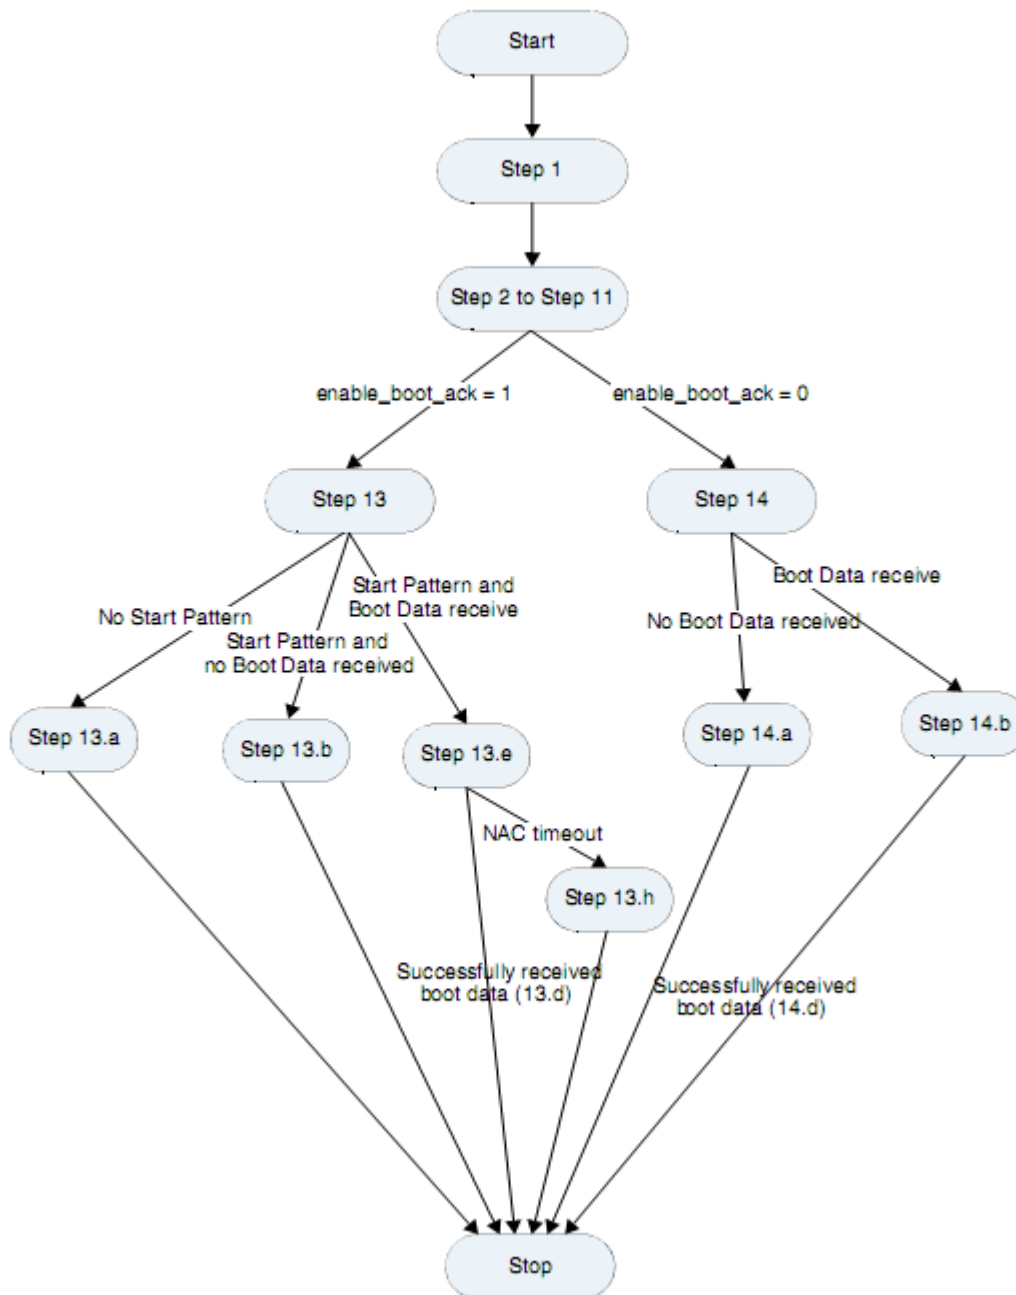 Start
Step 1
Step 2 to Step 11
enable_boot_ack = 1
enable_boot_ack = 0
Step 13
Step 14
No Start Pattern
Start Pattern and
no Boot Data received
Start Pattern and
Boot Data receive
No Boot Data received
Boot Data receive
Step 13.a
Step 13.b
Step 13.e
Step 14.a
Step 14.b
NAC timeout
Step 13.h
Successfully received
boot data (13.d)
Successfully received
boot data (14.d)
Stop